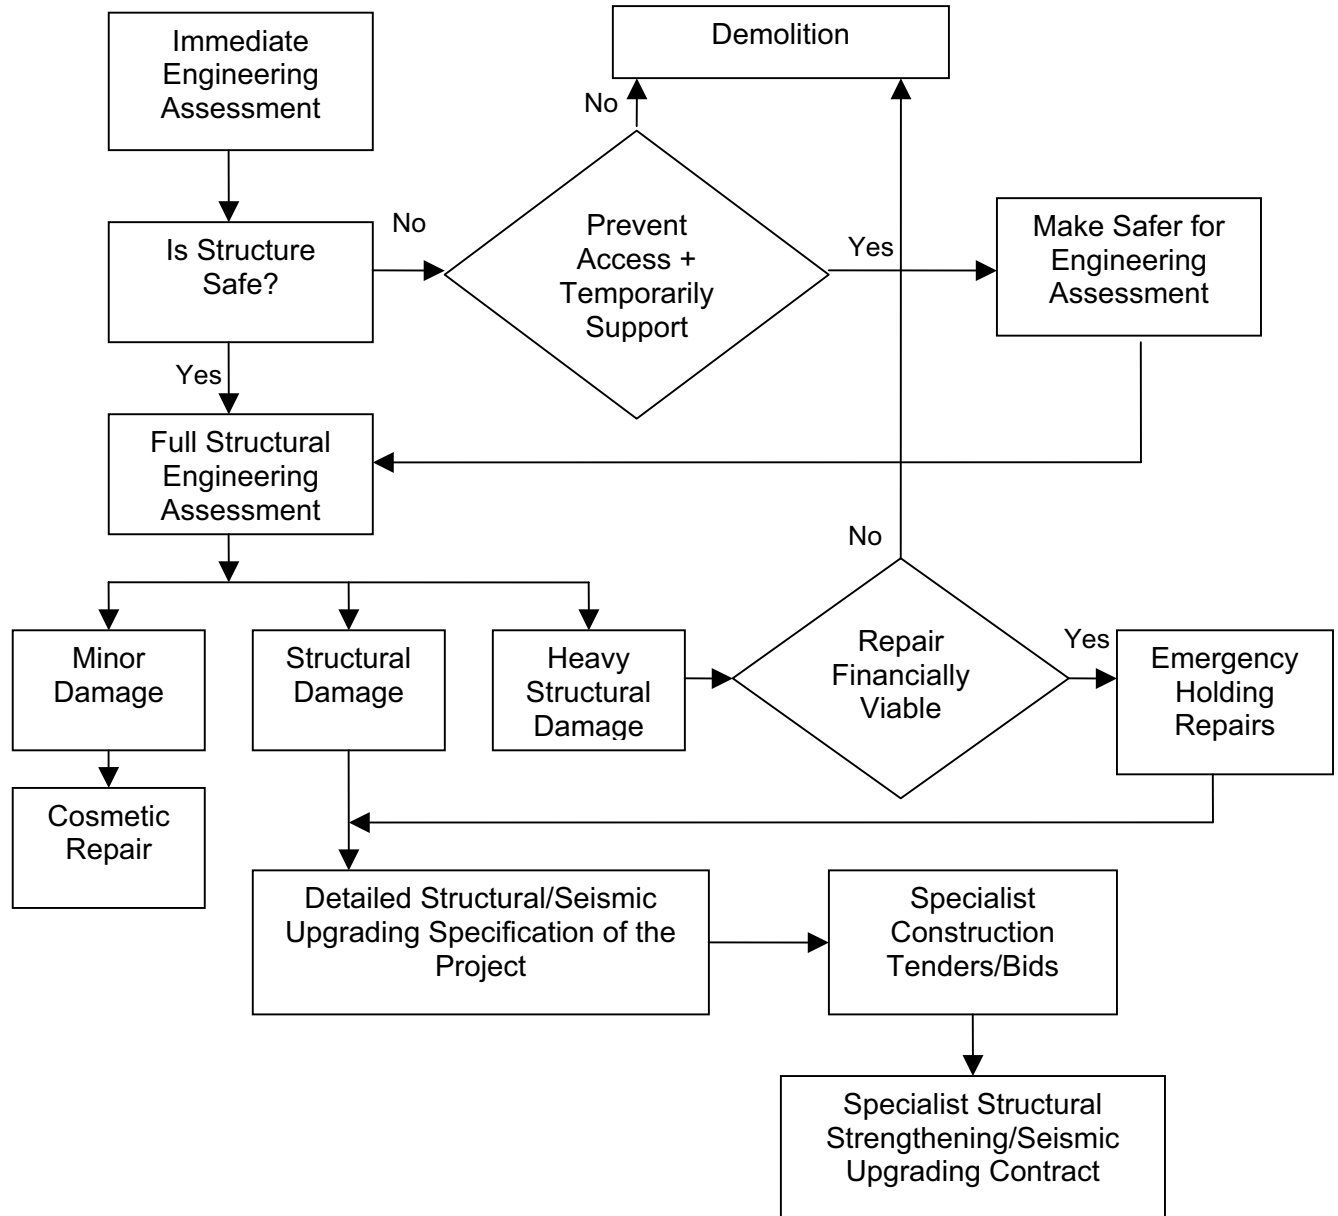 Immediate
Engineering
Assessment
Demolition
No
Is Structure
Safe?
No
Prevent
Access +
Temporarily
Support
Yes
Make Safer for
Engineering
Assessment
Yes
Full Structural
Engineering
Assessment
No
Minor
Damage
Structural
Damage
Heavy
Structural
Damage
Repair
Financially
Viable
Yes
Emergency
Holding
Repairs
Cosmetic
Repair
Detailed Structural/Seismic
Upgrading Specification of the
Project
Specialist
Construction
Tenders/Bids
Specialist Structural
Strengthening/Seismic
Upgrading Contract